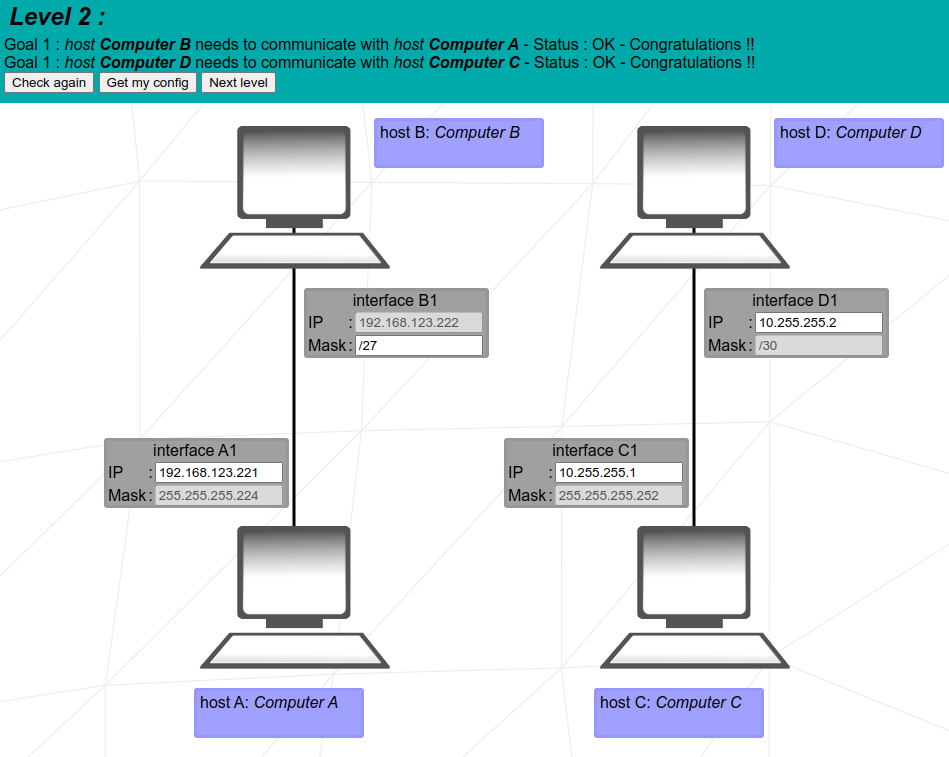 Level 2 :
Goal 1 : host Computer B needs to communicate with host Computer A - Status : OK - Congratulations !!
Goal 1 : Computer D needs to communicate with host Computer C - Status : OK - Congratulations !!
Check again Get my config Next level
host B: Computer B
host D: Computer D
interface B1
IP : 192.168.123.222
Mask : /27
interface D1
IP : 10.255.255.2
Mask : /30
interface A1
IP : 192.168.123.221
Mask : 255.255.255.224
interface C1
IP : 10.255.255.1
Mask : 255.255.255.252
host A: Computer A
host C: Computer C